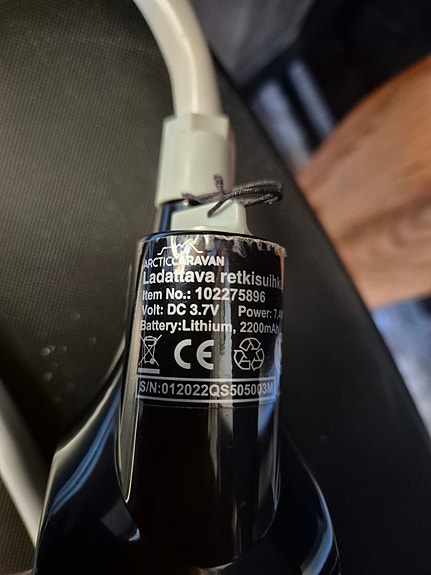 ARCTICCARAVAN
Ladattava retkisuihk
Item No.: 102275896
Volt: DC 3.7V Power: 7.4
Battery:Lithium, 2200mAh
CE
S/N:012022QS505003M